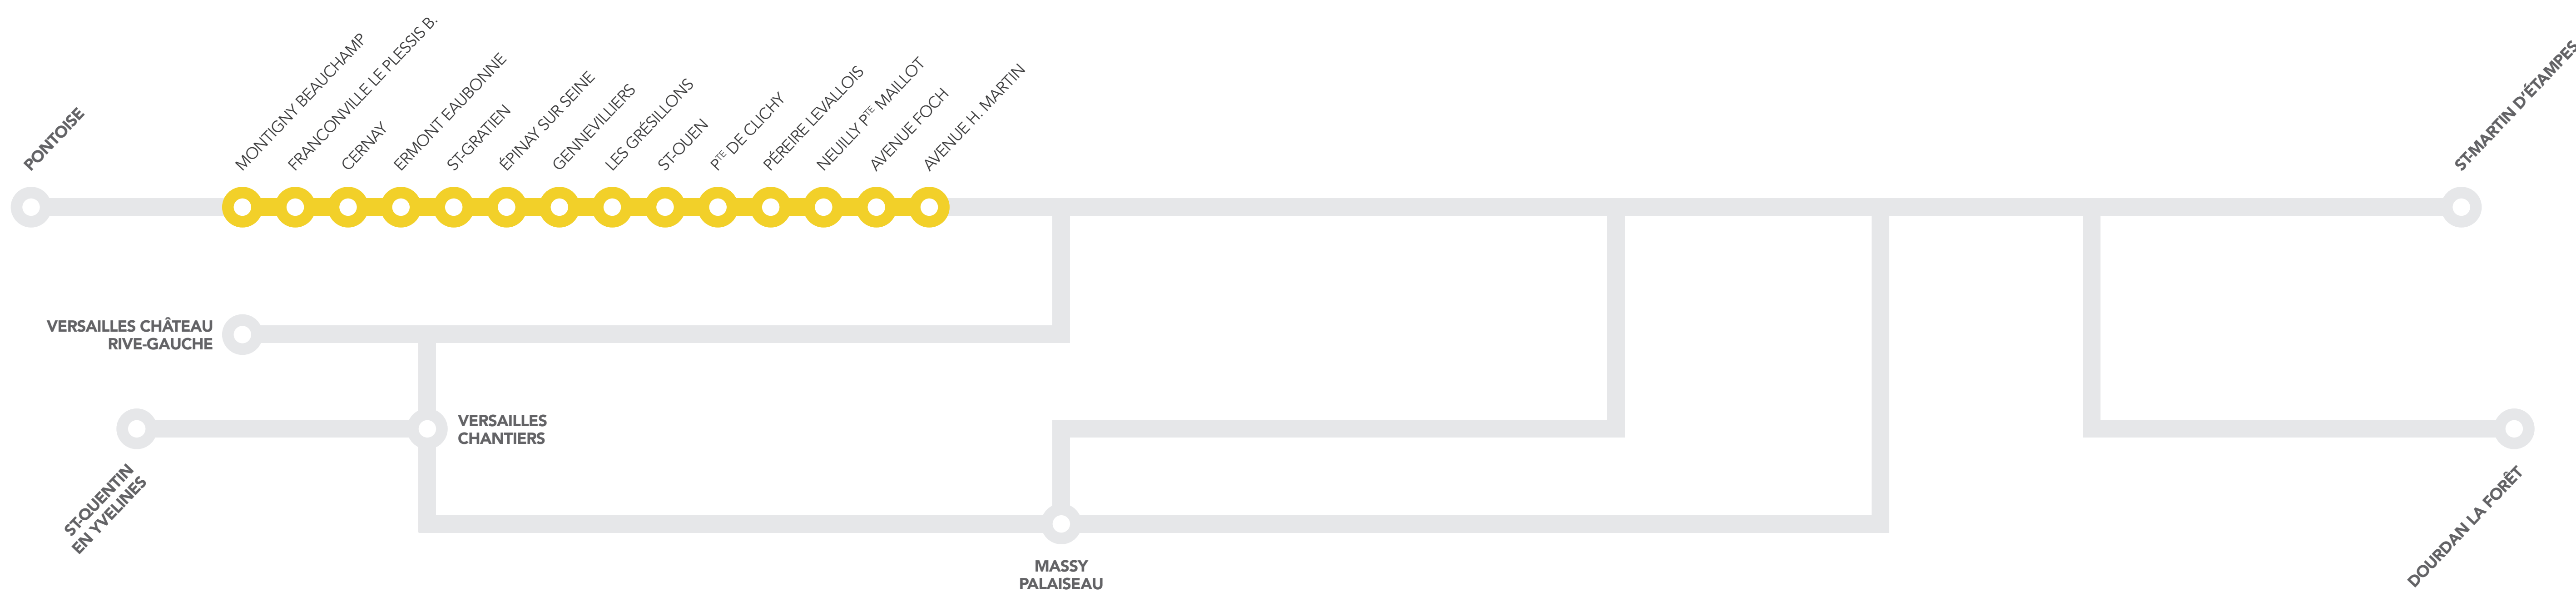 PONTOISE
MONTIGNY BEAUCHAMP
FRANCONVILLE LE PLESSIS B.
CERNAY
ERMONT EAUBONNE
ST-GRATIEN
ÉPINAY SUR SEINE
GENNEVILLIERS
LES GRÉSILLONS
ST-OUEN
PTE DE CLICHY
PÉREIRE LEVALLOIS
NEUILLY PTE MAILLOT
AVENUE FOCH
AVENUE H. MARTIN
ST-MARTIN D'ÉTAMPES
VERSAILLES CHÂTEAU
RIVE-GAUCHE
VERSAILLES
CHANTIERS
ST-QUENTIN
EN YVELINES
MASSY
PALAISEAU
DOURDAN LA FORÊT